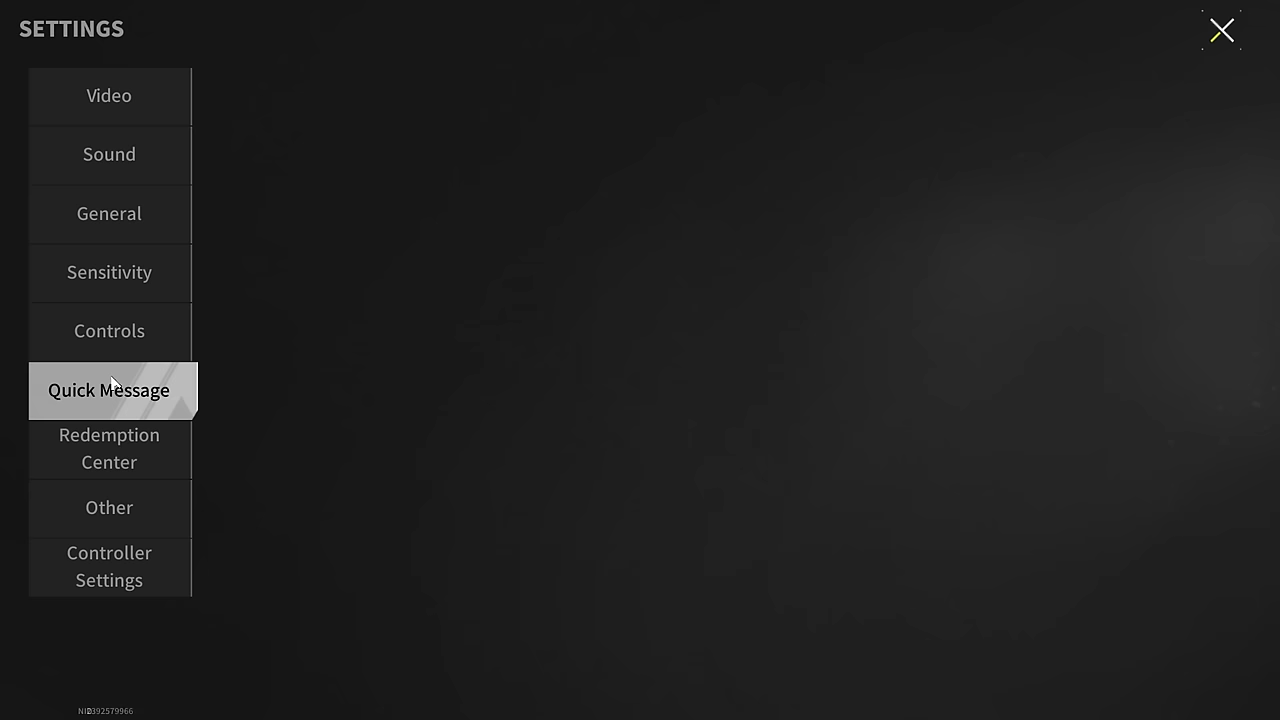 SETTINGS
Video
Sound
General
Sensitivity
Controls
Quick Message
Redemption
Center
Other
Controller
Settings